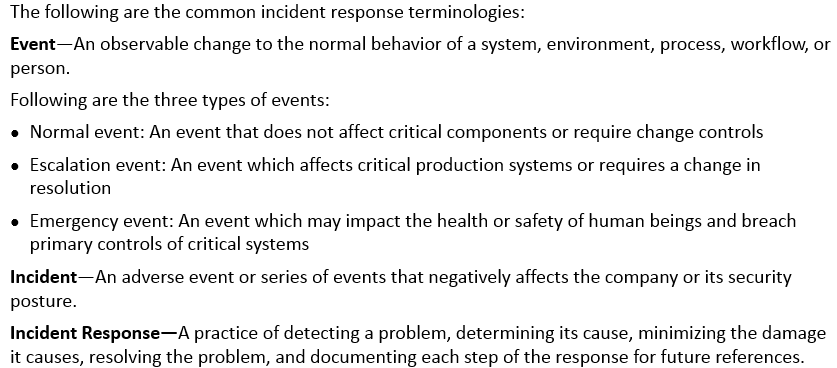 The following are the common incident response terminologies:
Event—An observable change to the normal behavior of a system, environment, process, workflow, or
person.
Following are the three types of events:
• Normal event: An event that does not affect critical components or require change controls
• Escalation event: An event which affects critical production systems or requires a change in
resolution
• Emergency event: An event which may impact the health or safety of human beings and breach
primary controls of critical systems
Incident—An adverse event or series of events that negatively affects the company or its security
posture.
Incident Response—A practice of detecting a problem, determining its cause, minimizing the damage
it causes, resolving the problem, and documenting each step of the response for future references.